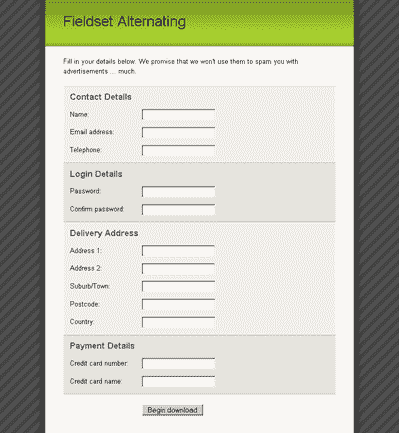 Fieldset Alternating
Fill in your details below. We promise that we won't use them to spam you with
advertisements ... much.
Contact Details
Name:
Email address:
Telephone:
Login Details
Password:
Confirm password:
Delivery Address
Address 1:
Address 2:
Suburb/Town:
Postcode:
Country:
Payment Details
Credit card number:
Credit card name:
Begin download